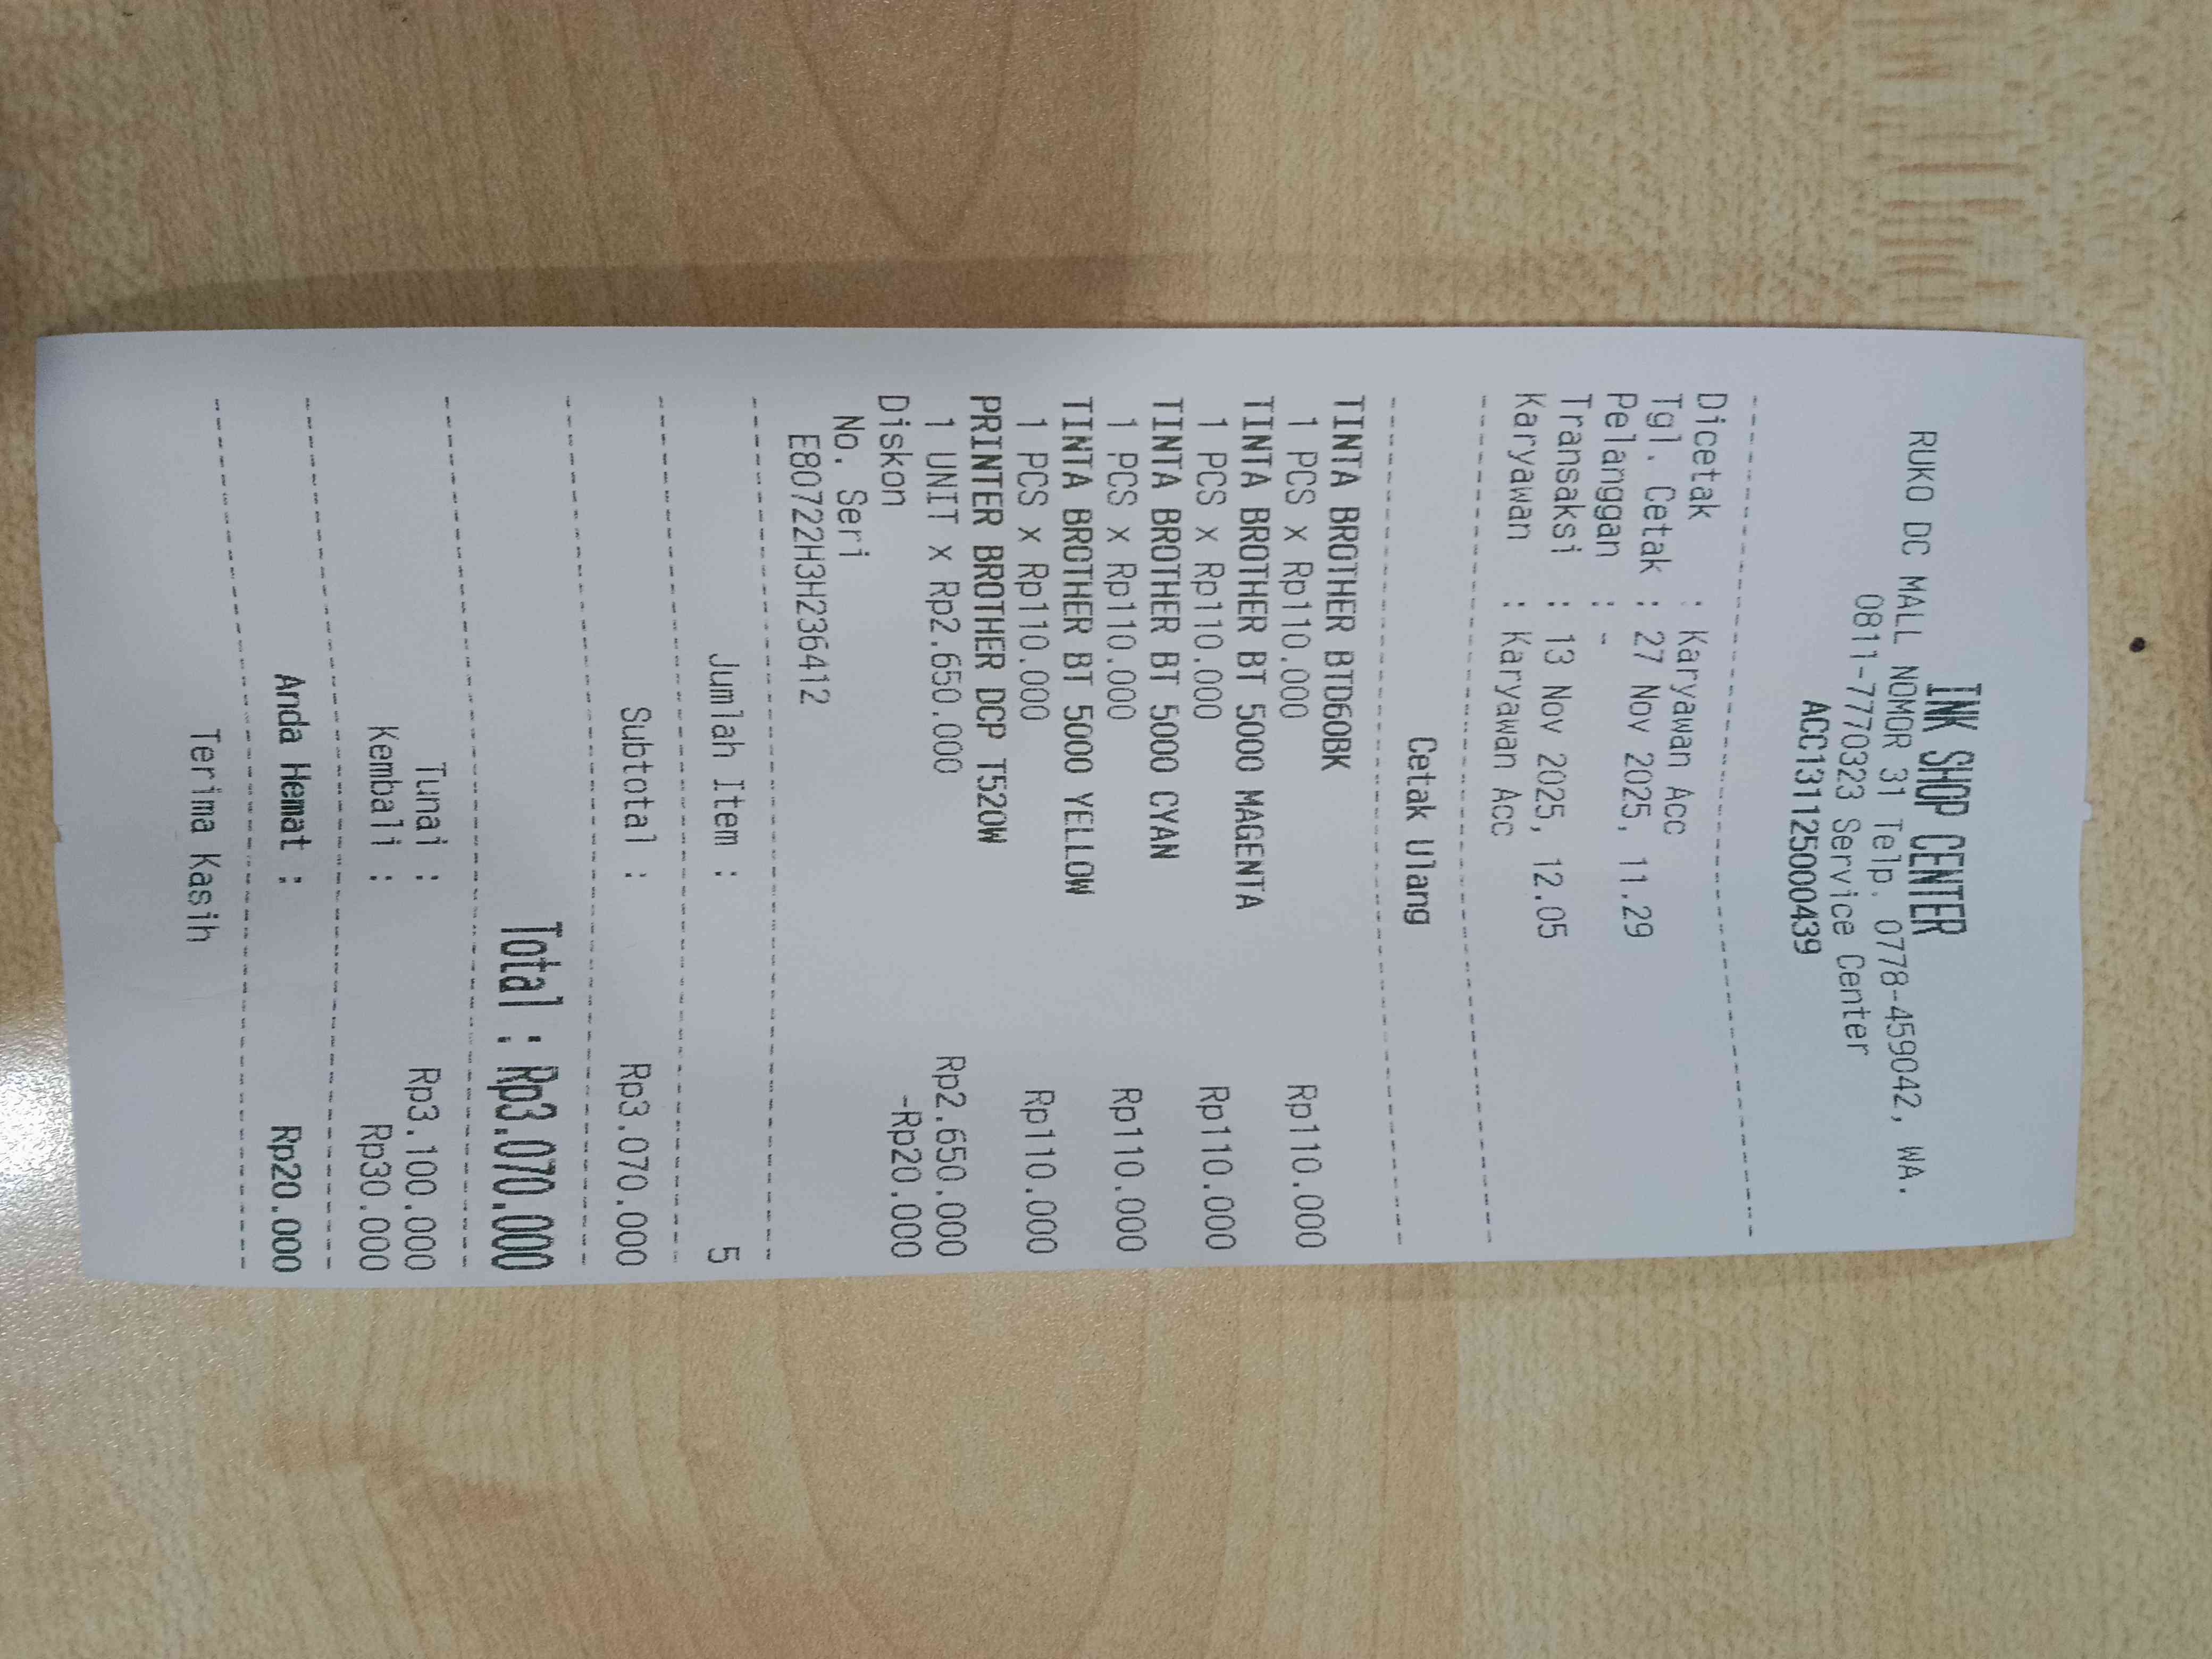 INK SHOP CENTER
RUKO DC MALL NOMOR 31 Telp. 0778-459042, WA.
0811-7770323 Service Center
ACC131125000439
Dicetak : Karyawan Acc
Tgl. Cetak : 27 Nov 2025, 11.29
Pelanggan : -
Transaksi : 13 Nov 2025, 12.05
Karyawan : Karyawan Acc
Cetak Ulang
TINTA BROTHER BTD60BK
1 PCS x Rp110.000 Rp110.000
TINTA BROTHER BT 5000 MAGENTA
1 PCS x Rp110.000 Rp110.000
TINTA BROTHER BT 5000 CYAN
1 PCS x Rp110.000 Rp110.000
TINTA BROTHER BT 5000 YELLOW
1 PCS x Rp110.000 Rp110.000
PRINTER BROTHER DCP T520W
1 UNIT x Rp2.650.000 Rp2.650.000
Diskon -Rp20.000
No. Seri
E80722H3H236412
Jumlah Item : 5
Subtotal : Rp3.070.000
Total : Rp3.070.000
Tunai : Rp3.100.000
Kembali : Rp30.000
Anda Hemat : Rp20.000
Terima Kasih